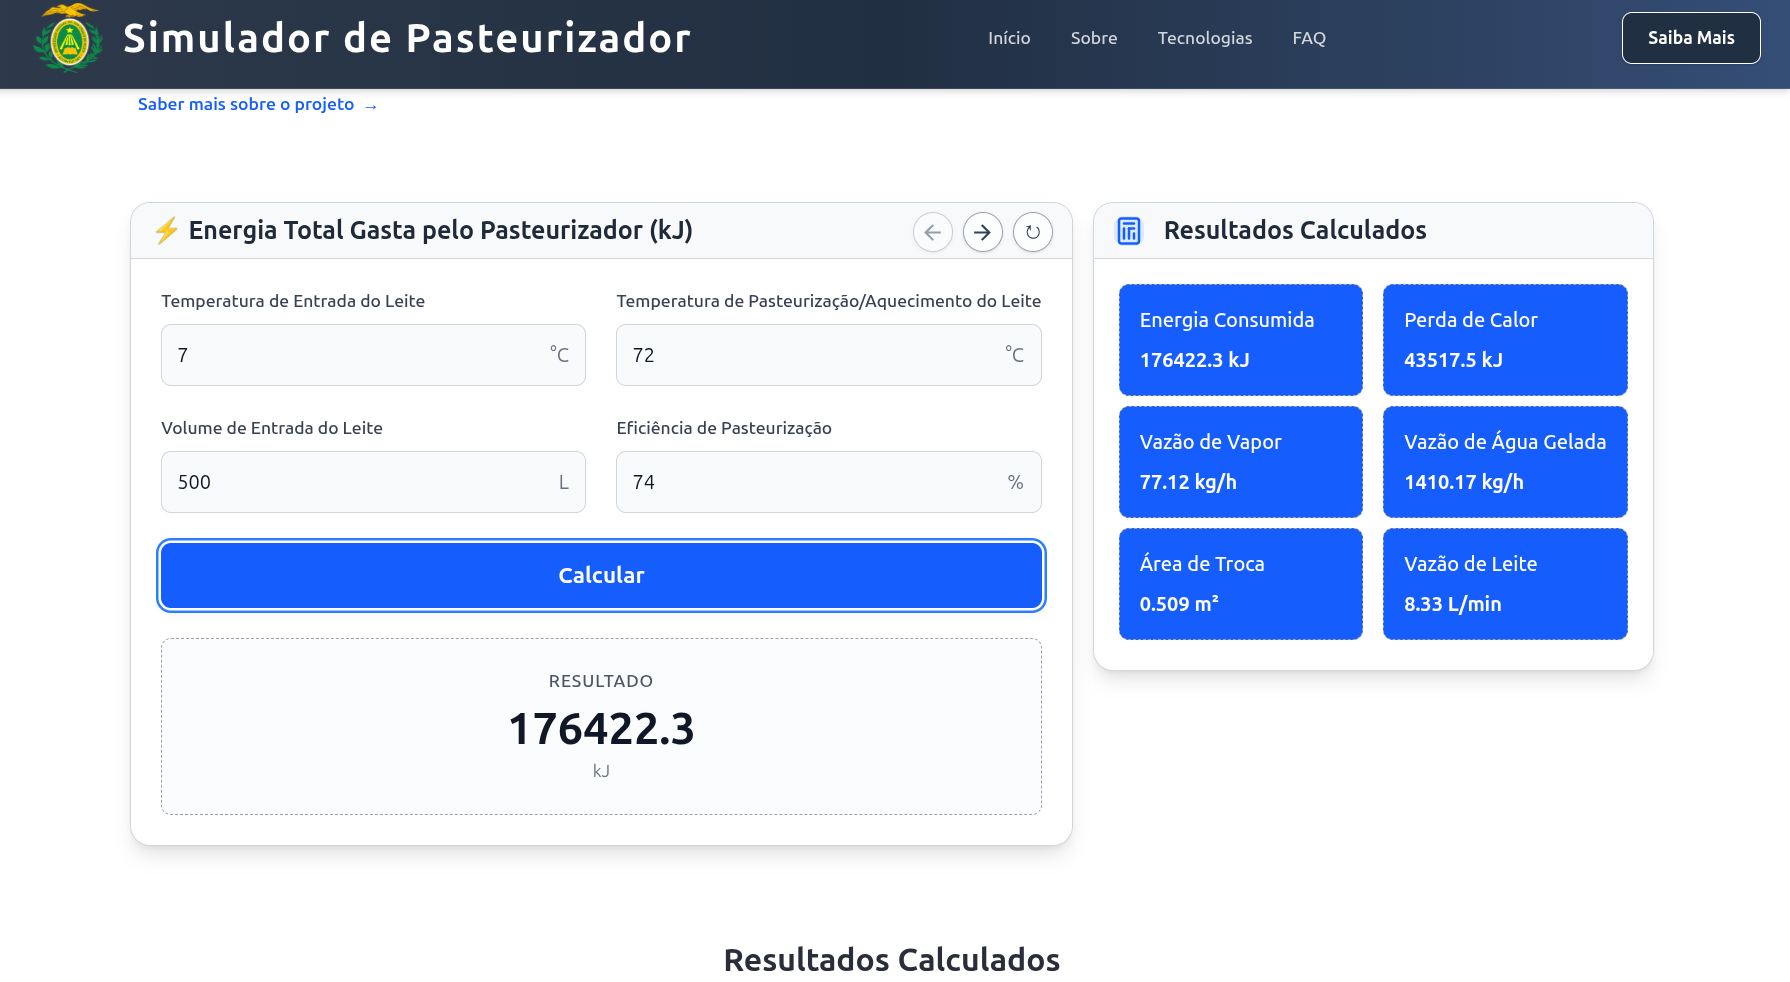 Simulador de Pasteurizador
Início
Sobre
Tecnologias
FAQ
Saiba Mais
Saber mais sobre o projeto →
⚡ Energia Total Gasta pelo Pasteurizador (kJ)
Temperatura de Entrada do Leite
7 °C
Temperatura de Pasteurização/Aquecimento do Leite
72 °C
Volume de Entrada do Leite
500 L
Eficiência de Pasteurização
74 %
Calcular
RESULTADO
176422.3
kJ
Resultados Calculados
Energia Consumida
176422.3 kJ
Perda de Calor
43517.5 kJ
Vazão de Vapor
77.12 kg/h
Vazão de Água Gelada
1410.17 kg/h
Área de Troca
0.509 m²
Vazão de Leite
8.33 L/min
Resultados Calculados